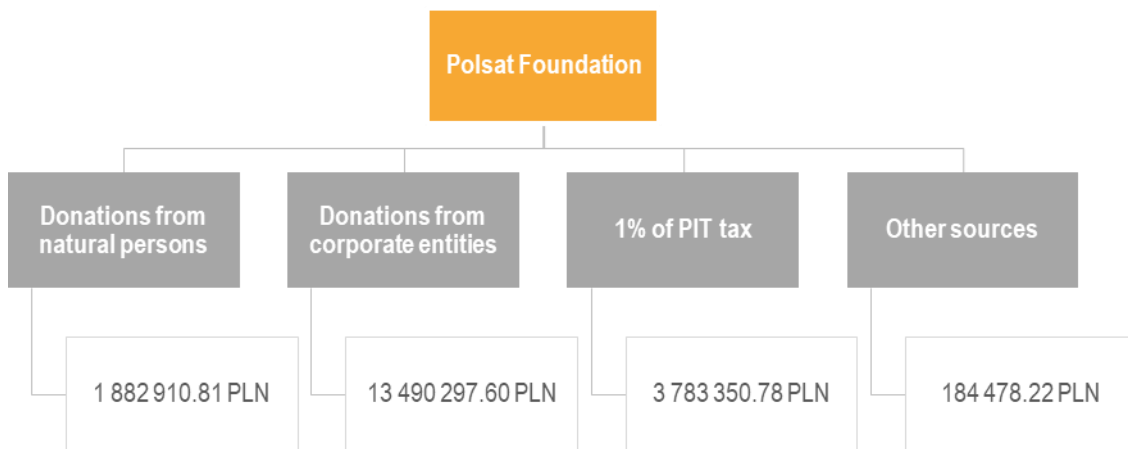 Polsat Foundation
Donations from
natural persons
Donations from
corporate entities
1% of PIT tax
Other sources
1 882 910.81 PLN
13 490 297.60 PLN
3 783 350.78 PLN
184 478.22 PLN